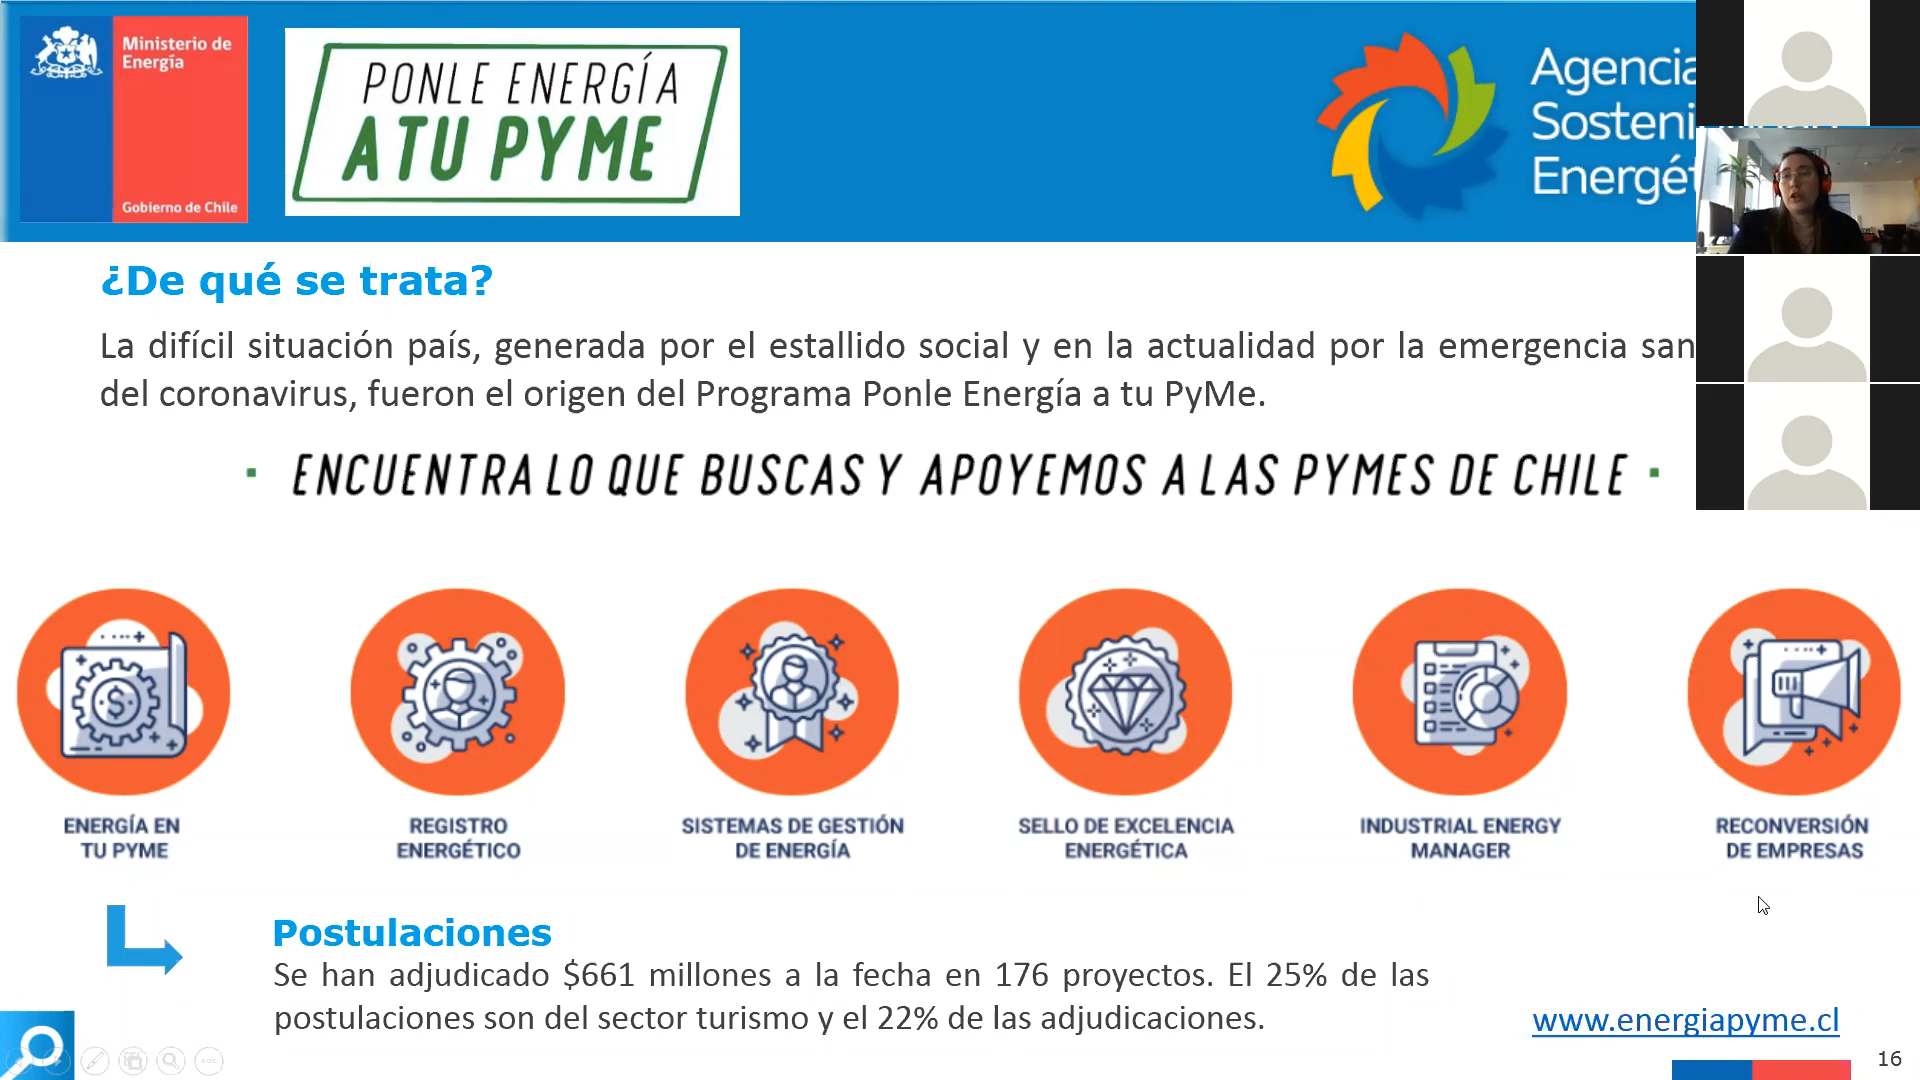 Ministerio de
Energía
Gobierno de Chile
PONLE ENERGÍA
A TU PYME
Agencia
Energét
¿De qué se trata?
La difícil situación país, generada por el estallido social y en la actualidad por la emergencia san
del coronavirus, fueron el origen del Programa Ponle Energía a tu PyMe.
ENCUENTRA LO QUE BUSCAS Y APOYEMOS A LAS PYMES DE CHILE
ENERGÍA EN
TU PYME
REGISTRO
ENERGÉTICO
SISTEMAS DE GESTIÓN
DE ENERGÍA
SELLO DE EXCELENCIA
ENERGÉTICA
INDUSTRIAL ENERGY
MANAGER
RECONVERSIÓN
DE EMPRESAS
Postulaciones
Se han adjudicado $661 millones a la fecha en 176 proyectos. El 25% de las
postulaciones son del sector turismo y el 22% de las adjudicaciones.
www.energiapyme.cl
16